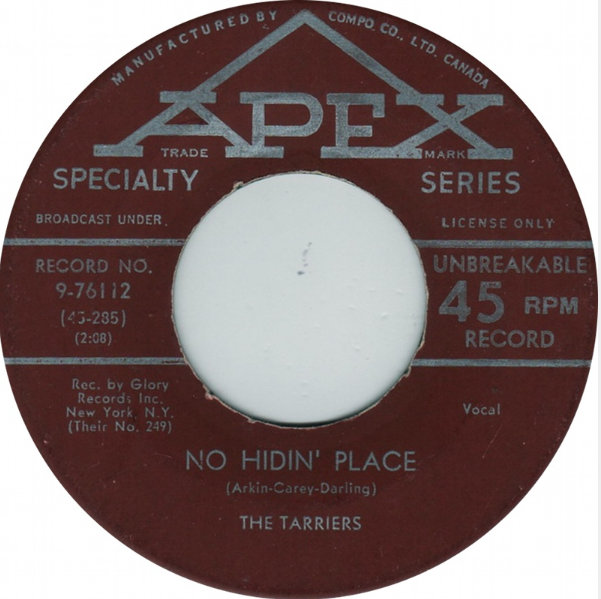 MANUFACTURED BY COMPO. CO., LTD. CANADA
APEX
TRADE MARK
SPECIALTY SERIES
BROADCAST UNDER LICENSE ONLY
RECORD NO.
9-76112
(45-285)
(2:08)
UNBREAKABLE
45 RPM
RECORD
Rec. by Glory
Records Inc.
New York, N.Y.
(Their No. 249)
Vocal
NO HIDIN' PLACE
(Arkin-Carey-Darling)
THE TARRIERS